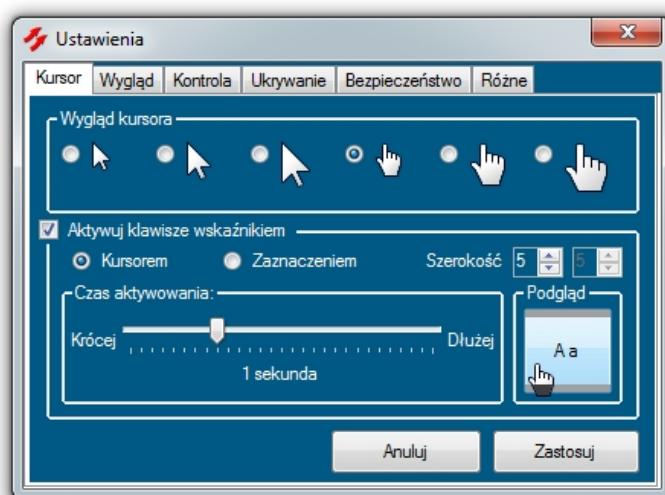 Ustawienia
Kursor Wygląd Kontrola Ukrywanie Bezpieczeństwo Różne
Wygląd kursora
Aktywuj klawisze wskaźnikiem
Kursorem Zaznaczeniem Szerokość 5 5
Czas aktywowania: Podgląd
Krócej Dłużej A a
1 sekunda
Anuluj Zastosuj